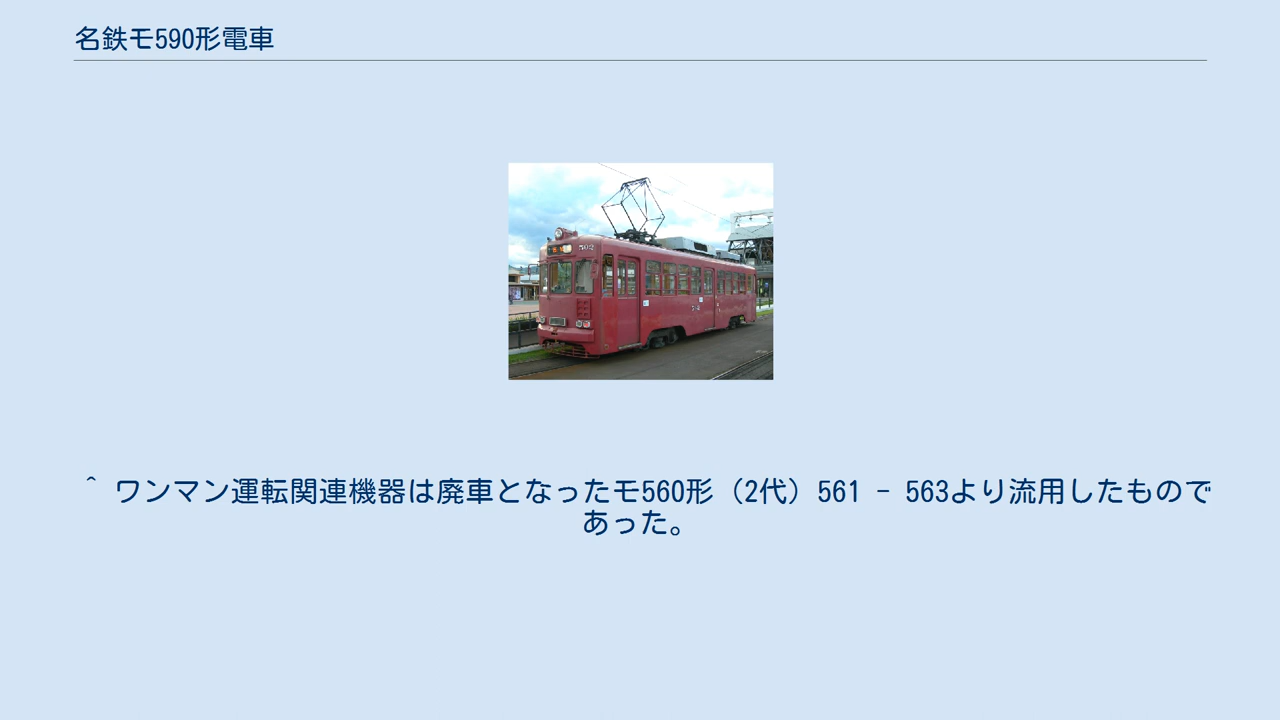 名鉄モ590形電車
502
^ ワンマン運転関連機器は廃車となったモ560形（2代）561 - 563より流用したもので
あった。